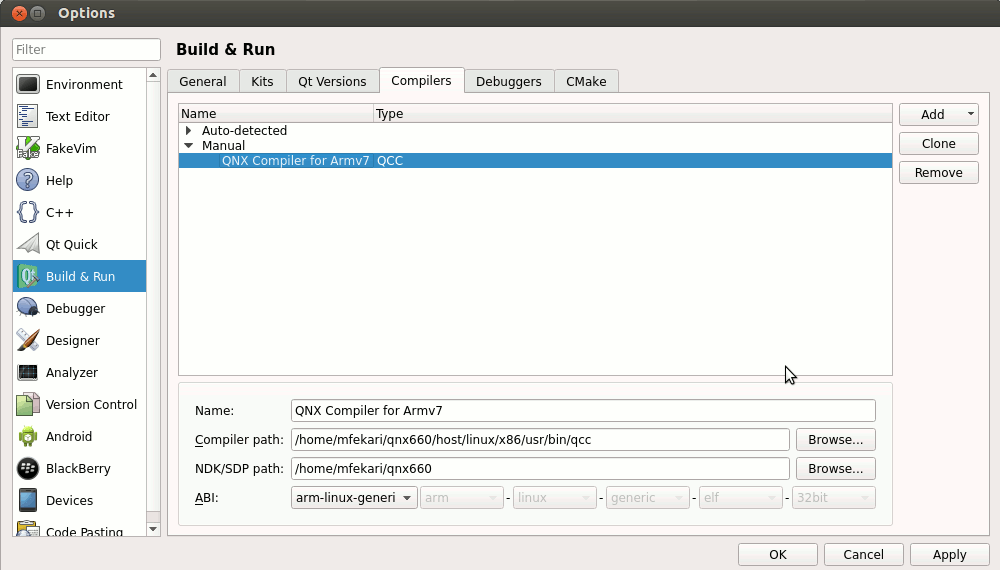 Options
Filter
Environment
Text Editor
FakeVim
Help
C++
Qt Quick
Build & Run
Debugger
Designer
Analyzer
Version Control
Android
BlackBerry
Devices
Code Pasting
Build & Run
General Kits Qt Versions Compilers Debuggers CMake
Name Type
Auto-detected
Manual
QNX Compiler for Armv7 QCC
Add
Clone
Remove
Name: QNX Compiler for Armv7
Compiler path: /home/mfekari/qnx660/host/linux/x86/usr/bin/qcc Browse...
NDK/SDP path: /home/mfekari/qnx660 Browse...
ABI: arm-linux-generi arm - linux - generic - elf - 32bit
OK Cancel Apply